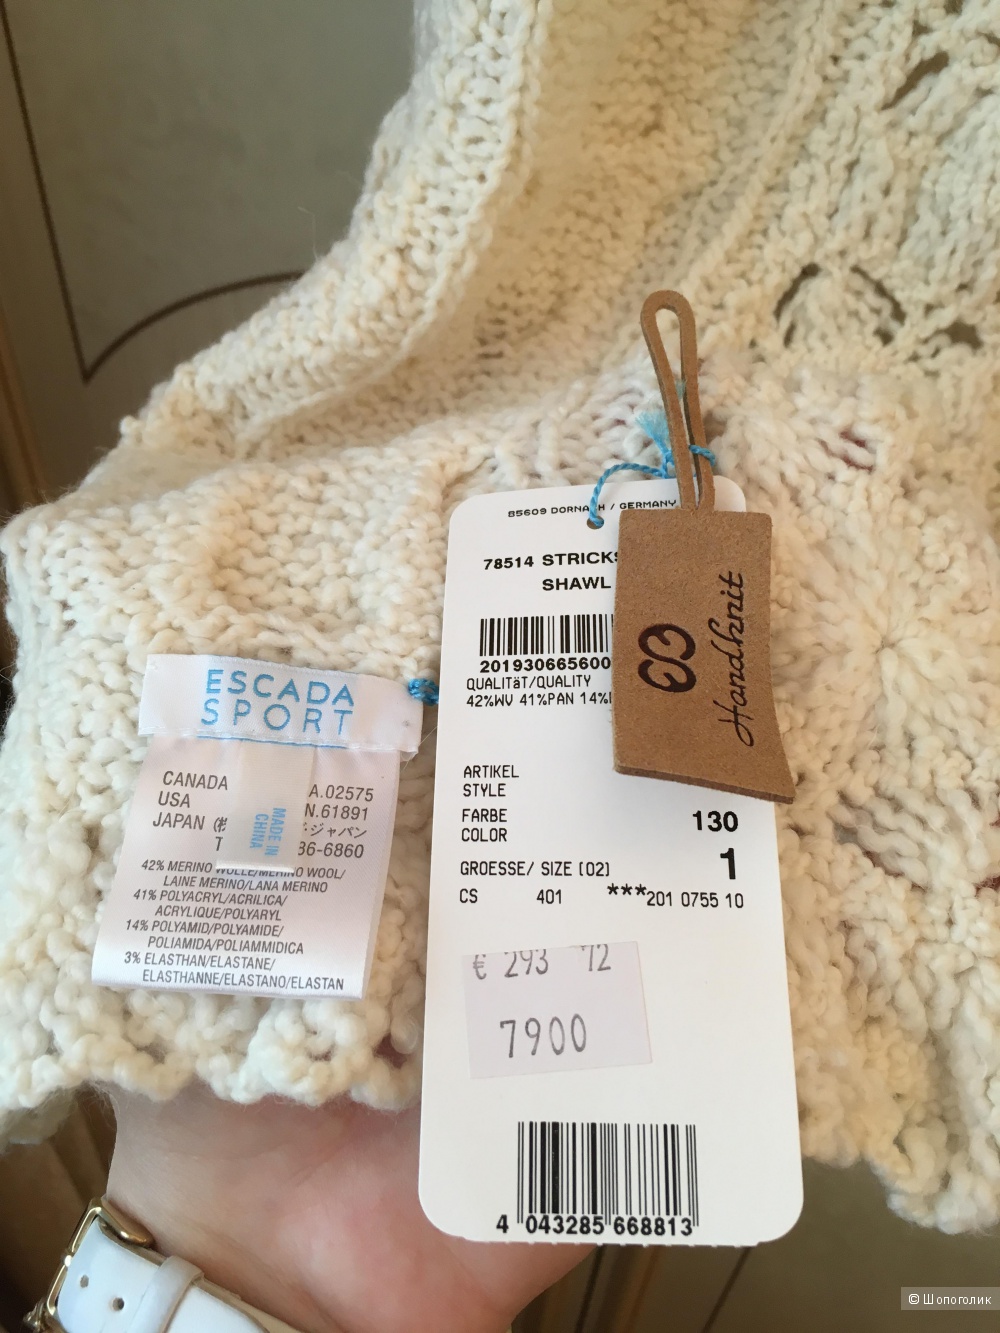 85609 DORNA H / GERMANY
78514 STRICKS
SHAWL
201930665600
QUALITäT/QUALITY
42%WV 41%PAN 14%
ARTIKEL
STYLE
FARBE
COLOR
130
GROESSE/ SIZE [02]
1
CS 401 ***201 0755 10
€ 293 72
7900
4 043285 668813
Handknit
ESCADA
SPORT
CANADA A.02575
USA N.61891
JAPAN ジャパン
T 36-6860
MADE IN
CHINA
42% MERINO WOLLE/MERINO WOOL/
LAINE MERINO/LANA MERINO
41% POLYACRYL/ACRILICA/
ACRYLIQUE/POLYARYL
14% POLYAMID/POLYAMIDE/
POLIAMIDA/POLIAMMIDICA
3% ELASTHAN/ELASTANE/
ELASTHANNE/ELASTANO/ELASTAN
© Шопоголик